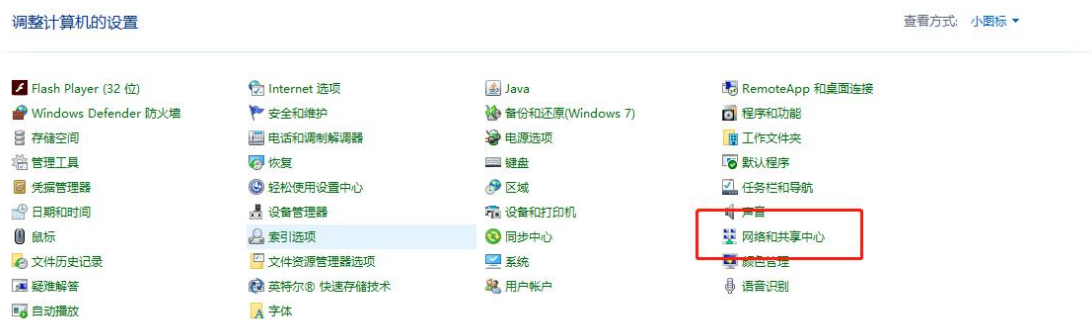 调整计算机的设置
查看方式: 小图标
Flash Player (32 位) Internet 选项 Java RemoteApp 和桌面连接
Windows Defender 防火墙 安全和维护 备份和还原(Windows 7) 程序和功能
存储空间 电话和调制解调器 电源选项 工作文件夹
管理工具 恢复 键盘 默认程序
凭据管理器 轻松使用设置中心 区域 任务栏和导航
日期和时间 设备管理器 设备和打印机 声音
鼠标 索引选项 同步中心 网络和共享中心
文件历史记录 文件资源管理器选项 系统 颜色管理
疑难解答 英特尔® 快速存储技术 用户帐户 语音识别
自动播放 字体